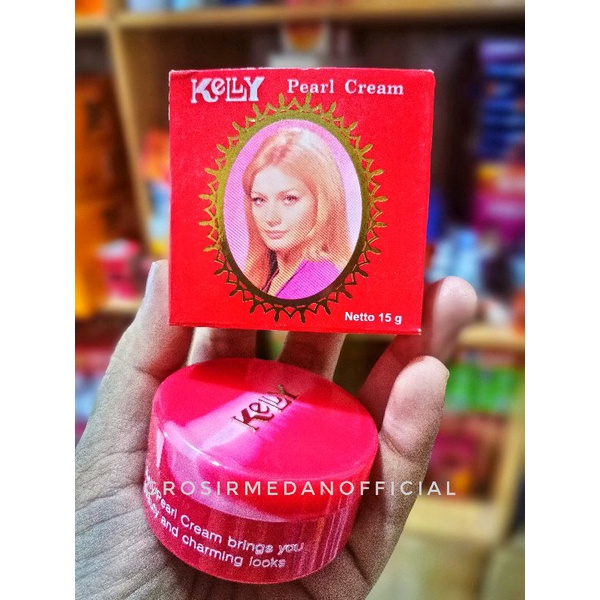 KeLLY Pearl Cream
Netto 15 g
KeLLY
Pearl Cream brings you
and charming looks
@ROSIRMEDANOFFICIAL